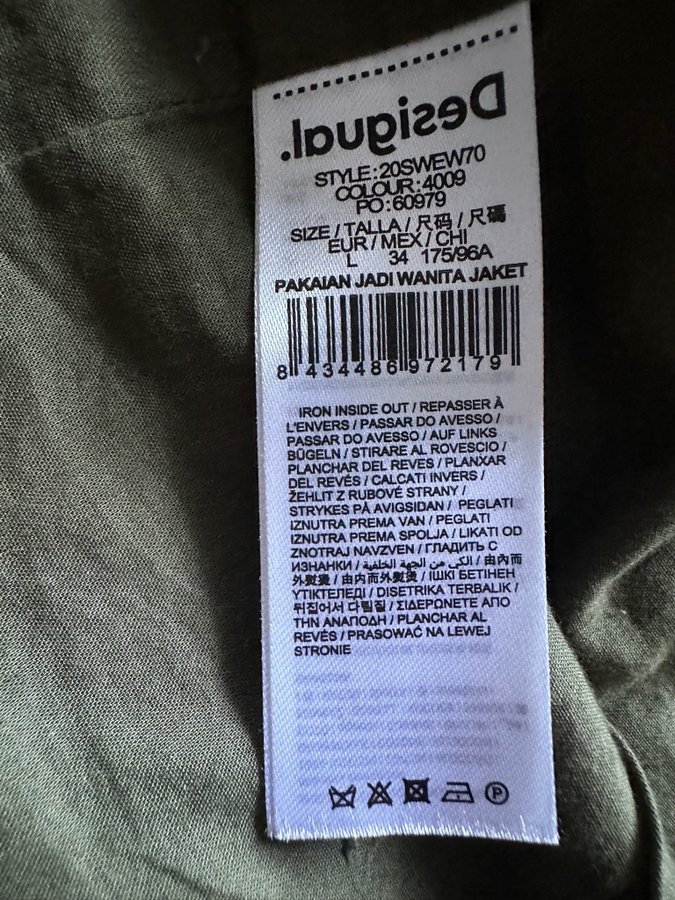 Desigual.
STYLE:20SWEW70
COLOUR:4009
PO:60979
SIZE / TALLA / 尺码 / 尺碼
EUR / MEX / CHI
L 34 175/96A
PAKAIAN JADI WANITA JAKET
8 434486 972179
IRON INSIDE OUT / REPASSER À
L'ENVERS / PASSAR DO AVESSO /
PASSAR DO AVESSO / AUF LINKS
BÜGELN / STIRARE AL ROVESCIO /
PLANCHAR DEL REVES / PLANXAR
DEL REVÉS / CALCATI INVERS /
ŽEHLIT Z RUBOVÉ STRANY /
STRYKES PÅ AVIGSIDAN / PEGLATI
IZNUTRA PREMA VAN / PEGLATI
IZNUTRA PREMA SPOLJA / LIKATI OD
ZNOTRAJ NAVZVEN / ГЛАДИТЬ С
ИЗНАНКИ / الكي من الجهة الخلفية / 由內而
外熨燙 / 由内而外熨烫 / ІШКІ БЕТІНЕН
ҮТІКТЕЛЕДІ / DISETRIKA TERBALIK /
뒤집어서 다림질 / ΣΙΔΕΡΩΝΕΤΕ ΑΠΟ
ΤΗΝ ΑΝΑΠΟΔΗ / PLANCHAR AL
REVÉS / PRASOWAĆ NA LEWEJ
STRONIE
P